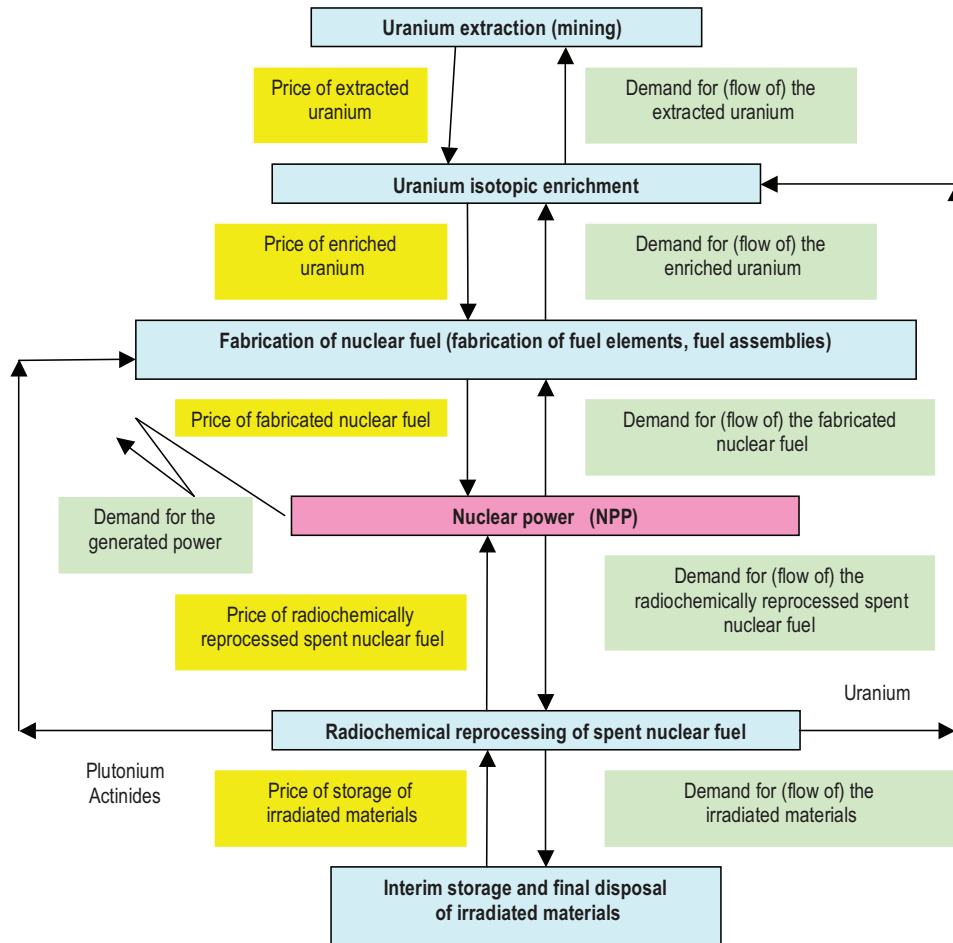 Uranium extraction (mining)
Price of extracted
uranium
Demand for (flow of) the
extracted uranium
Uranium isotopic enrichment
Price of enriched
uranium
Demand for (flow of) the
enriched uranium
Fabrication of nuclear fuel (fabrication of fuel elements, fuel assemblies)
Price of fabricated nuclear fuel
Demand for (flow of) the fabricated
nuclear fuel
Demand for the
generated power
Nuclear power (NPP)
Price of radiochemically
reprocessed spent nuclear fuel
Demand for (flow of) the
radiochemically reprocessed spent
nuclear fuel
Uranium
Radiochemical reprocessing of spent nuclear fuel
Plutonium
Actinides
Price of storage of
irradiated materials
Demand for (flow of) the
irradiated materials
Interim storage and final disposal
of irradiated materials